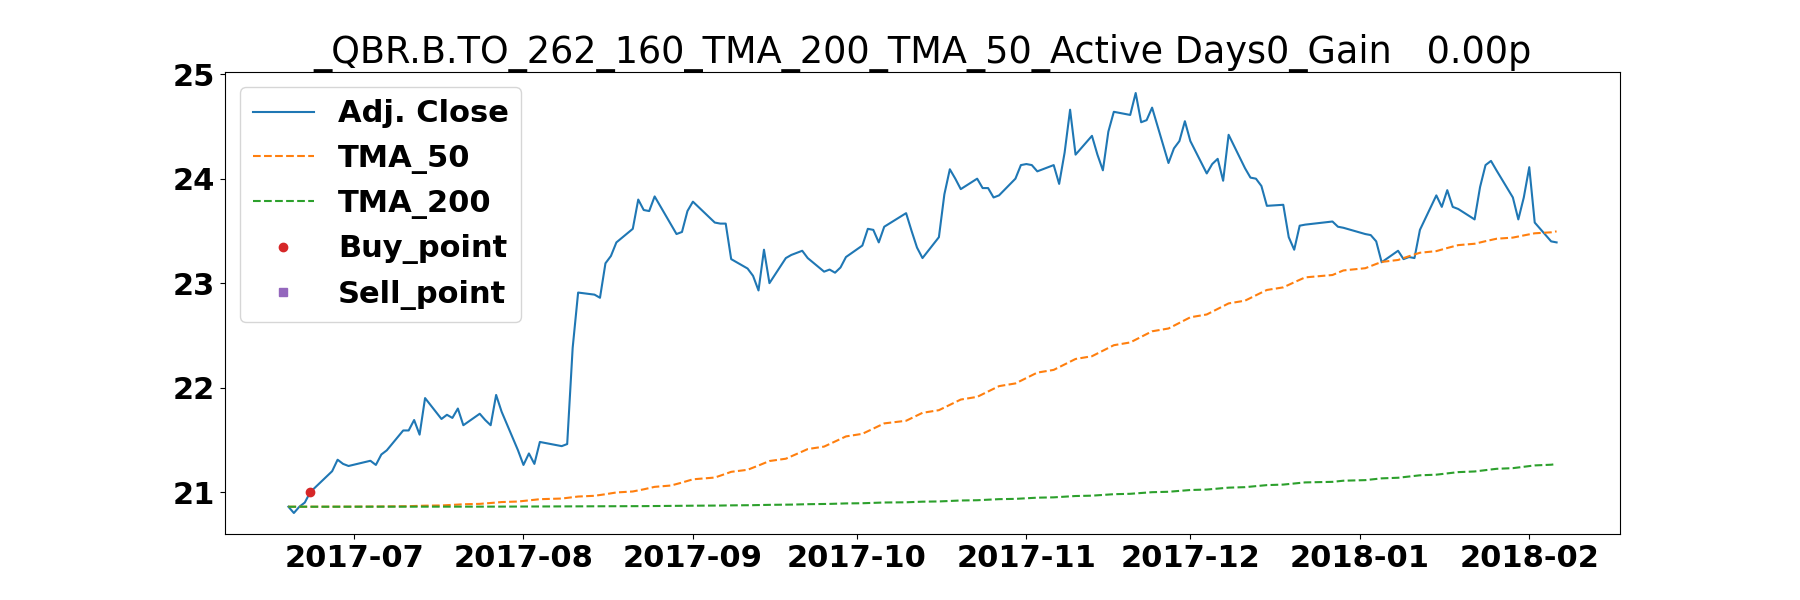 _QBR.B.TO_262_160_TMA_200_TMA_50_Active Days0_Gain   0.00p
25
24
23
22
21
Adj. Close
TMA_50
TMA_200
Buy_point
Sell_point
2017-07 2017-08 2017-09 2017-10 2017-11 2017-12 2018-01 2018-02